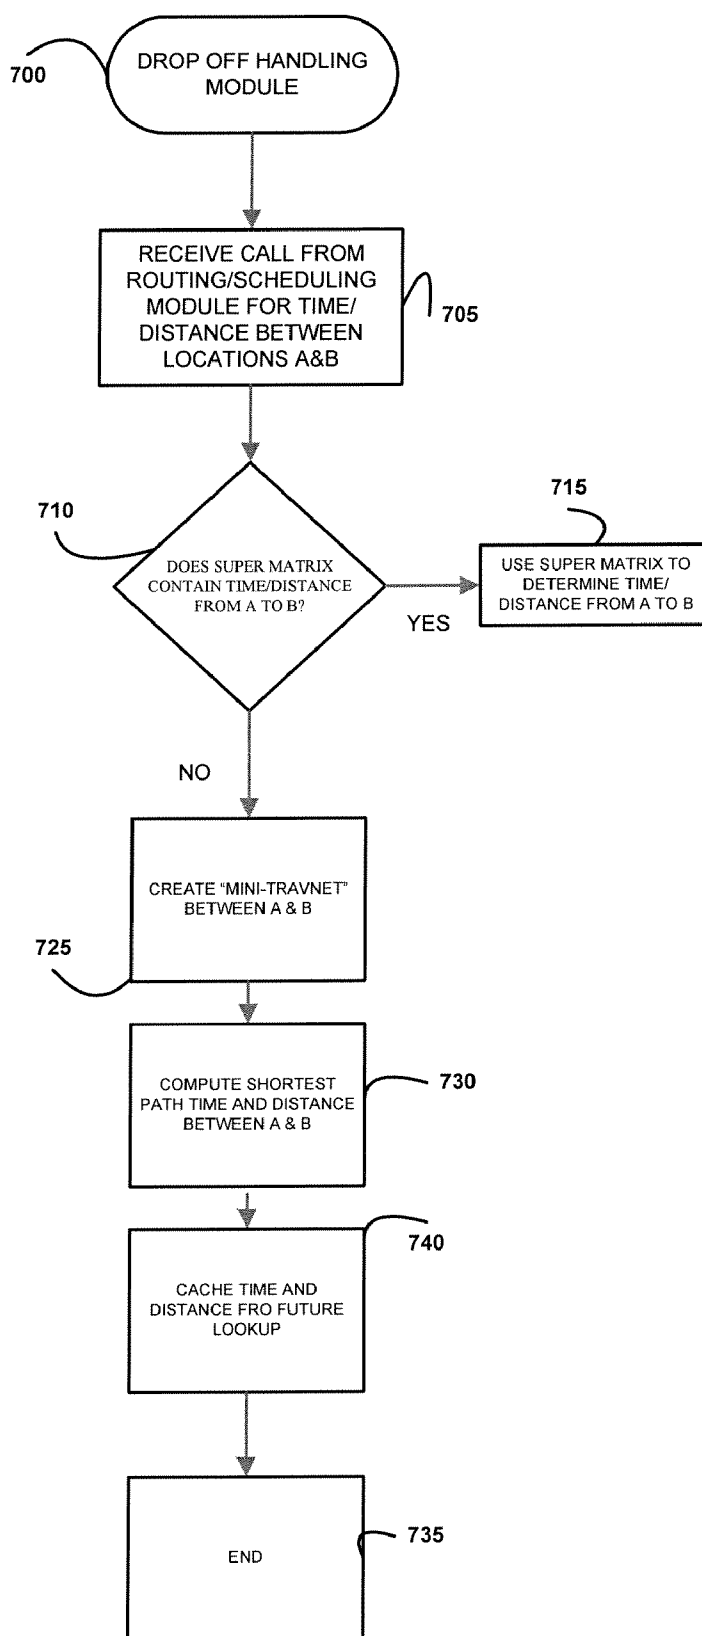 700
DROP OFF HANDLING
MODULE
RECEIVE CALL FROM
ROUTING/SCHEDULING
MODULE FOR TIME/
DISTANCE BETWEEN
LOCATIONS A&B
705
710
DOES SUPER MATRIX
CONTAIN TIME/DISTANCE
FROM A TO B?
YES
715
USE SUPER MATRIX TO
DETERMINE TIME/
DISTANCE FROM A TO B
NO
CREATE “MINI-TRAVNET”
BETWEEN A & B
725
COMPUTE SHORTEST
PATH TIME AND DISTANCE
BETWEEN A & B
730
740
CACHE TIME AND
DISTANCE FRO FUTURE
LOOKUP
END
735